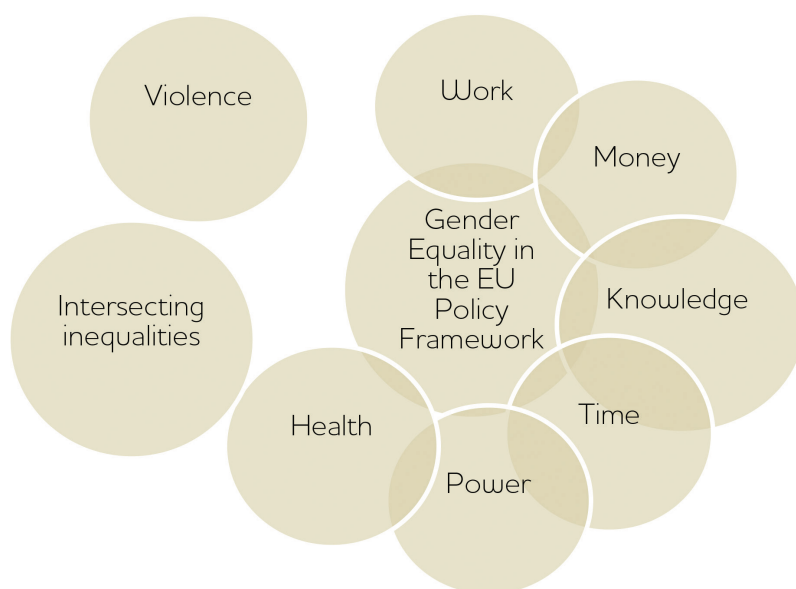 Violence
Work
Money
Gender
Equality in
the EU
Policy
Framework
Knowledge
Intersecting
inequalities
Time
Health
Power